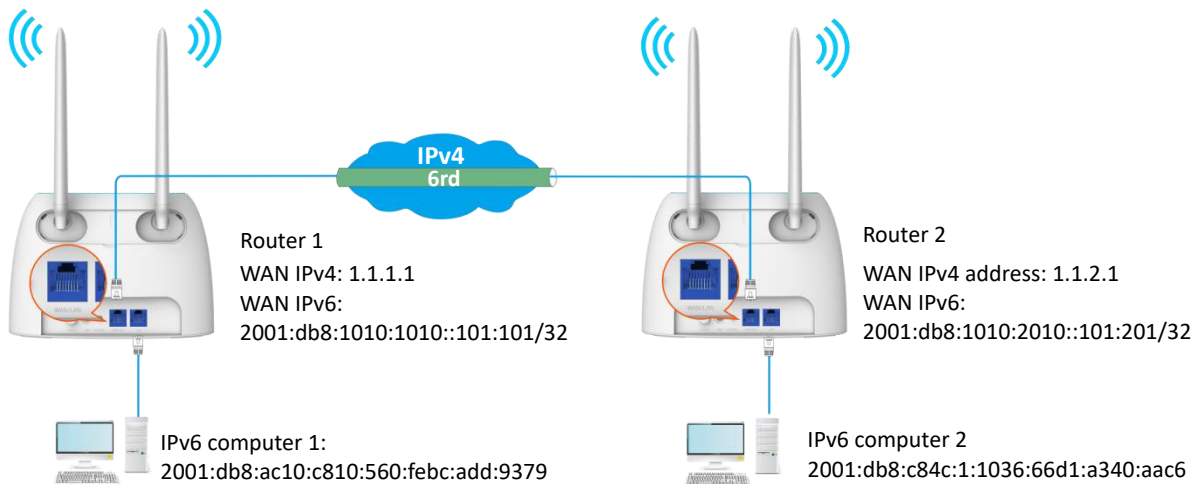 IPv4
6rd
Router 1
WAN IPv4: 1.1.1.1
WAN IPv6:
2001:db8:1010:1010::101:101/32
Router 2
WAN IPv4 address: 1.1.2.1
WAN IPv6:
2001:db8:1010:2010::101:201/32
IPv6 computer 1:
2001:db8:ac10:c810:560:febc:add:9379
IPv6 computer 2
2001:db8:c84c:1:1036:66d1:a340:aac6